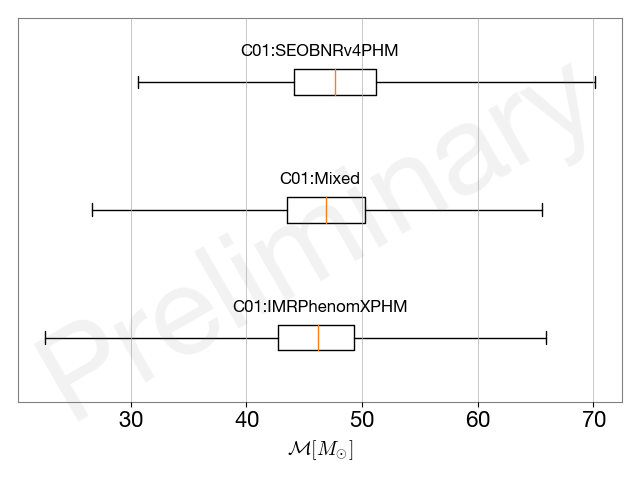 C01:SEOBNRv4PHM
C01:Mixed
C01:IMRPhenomXPHM
Preliminary
30 40 50 60 70
ℳ[M⊙]